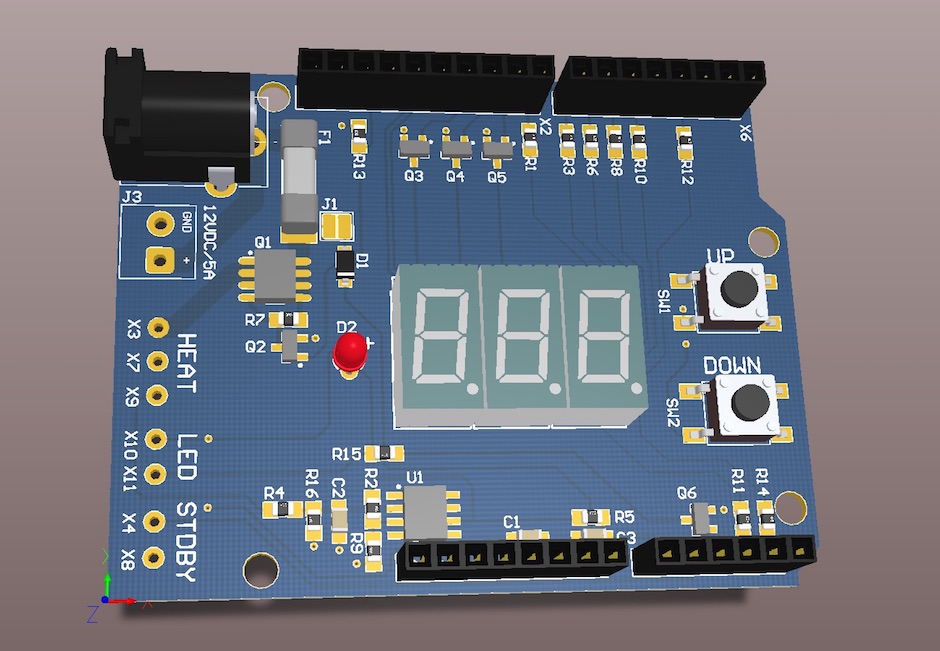 F1
R13
Q3
Q4
Q5
R1
X2
R3
R6
R8
R10
R12
X6
J3
GND
+
12VDC/5A
J1
Q1
D1
UP
SW1
R7
Q2
D2
+
X3
X7
X9
HEAT
DOWN
SW2
X10
X11
LED
R15
X4
X8
STDBY
R4
R16
C2
R2
R9
U1
C1
R5
C3
Q6
R11
R14
Y
X
Z